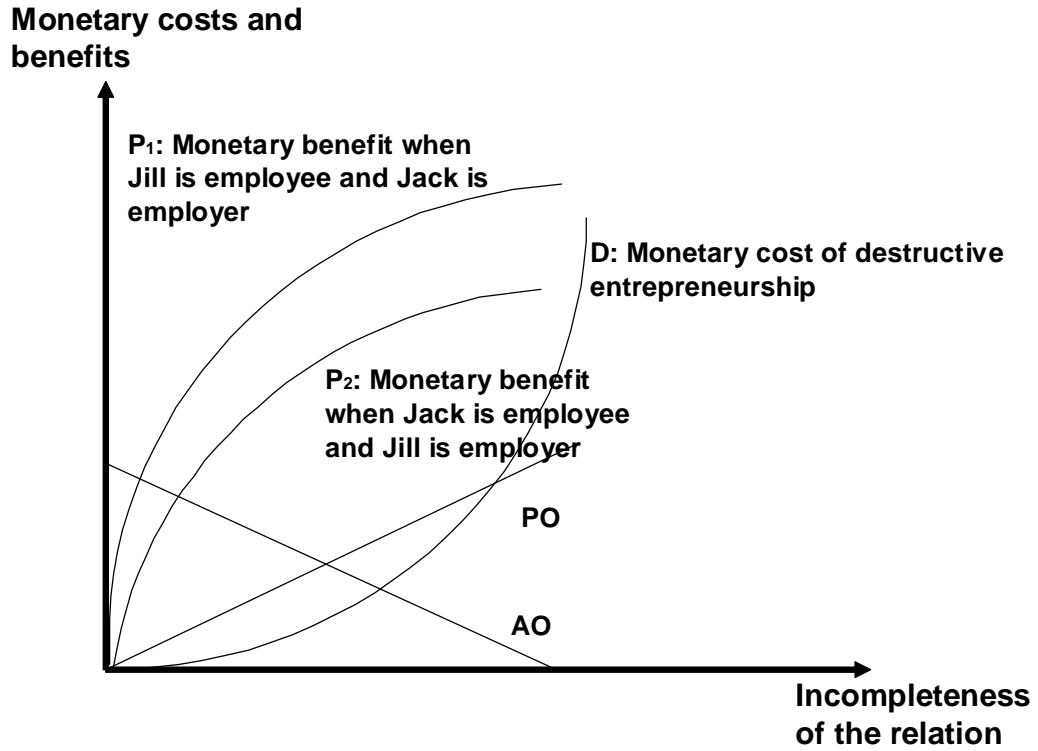 Monetary costs and
benefits
P1: Monetary benefit when
Jill is employee and Jack is
employer
D: Monetary cost of destructive
entrepreneurship
P2: Monetary benefit
when Jack is employee
and Jill is employer
PO
AO
Incompleteness
of the relation